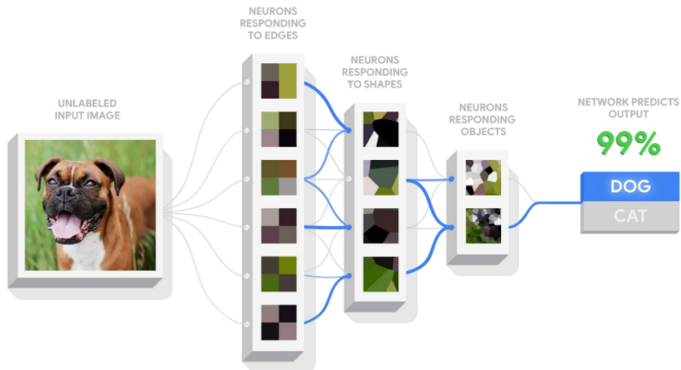 UNLABELED
INPUT IMAGE
NEURONS
RESPONDING
TO EDGES
NEURONS
RESPONDING
TO SHAPES
NEURONS
RESPONDING
OBJECTS
NETWORK PREDICTS
OUTPUT
99%
DOG
CAT